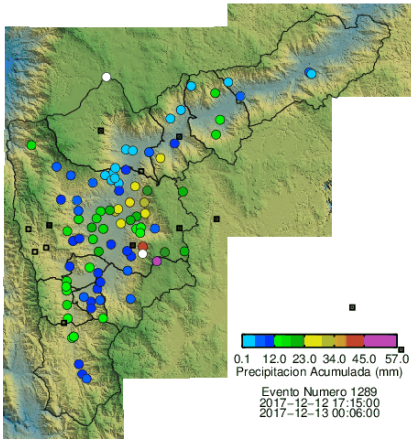 0.1 12.0 23.0 34.0 45.0 57.0
Precipitacion Acumulada (mm)
Evento Numero 1289
2017-12-12 17:15:00
2017-12-13 00:06:00